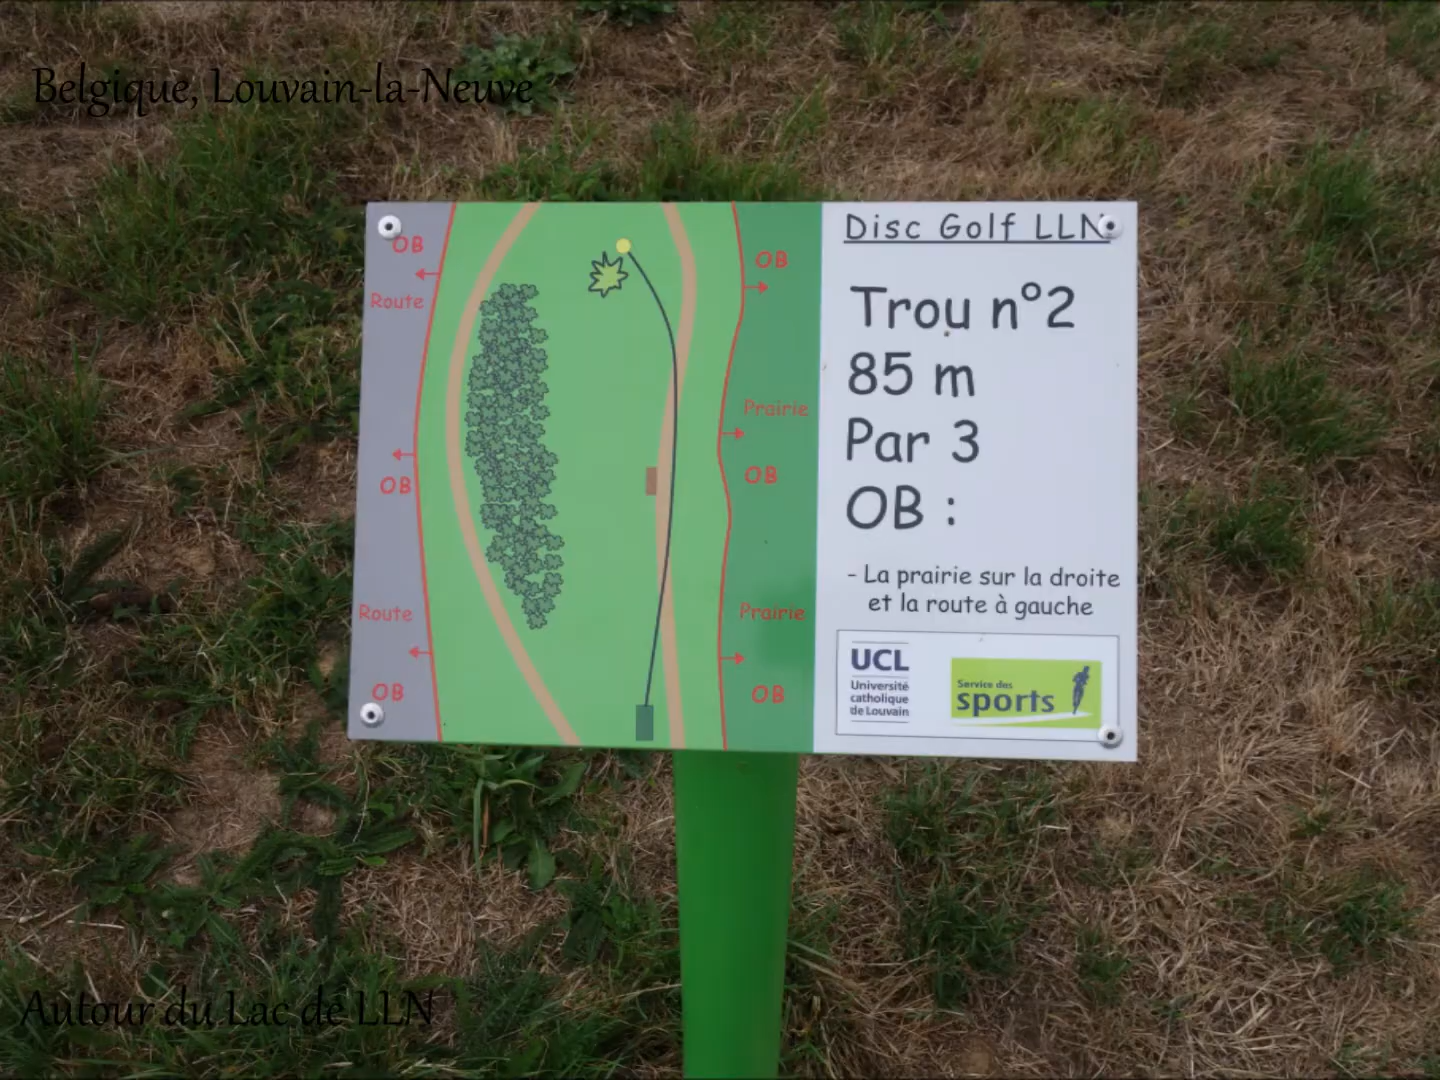 Belgique, Louvain-la-Neuve
Disc Golf LLN
Trou n°2
85 m
Par 3
OB :
- La prairie sur la droite
et la route à gauche
UCL
Université
catholique
de Louvain
Service des
sports
OB
Route
OB
Route
OB
OB
Prairie
OB
Prairie
OB
Autour du Lac de LLN